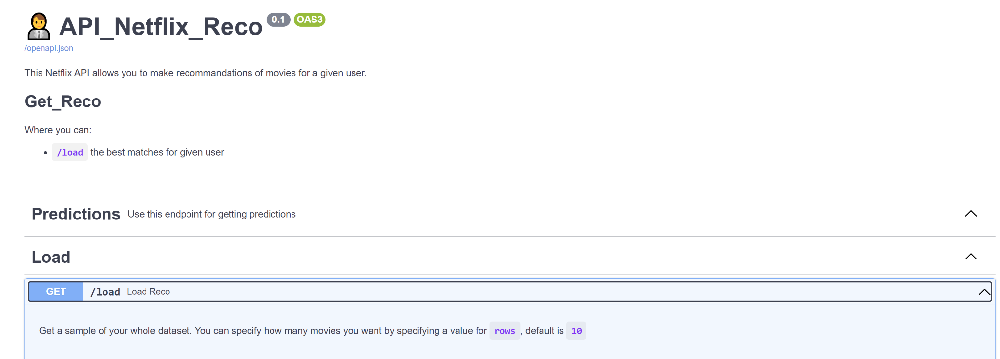 API_Netflix_Reco 0.1 OAS3
/openapi.json
This Netflix API allows you to make recommandations of movies for a given user.
Get_Reco
Where you can:
• /load the best matches for given user
Predictions Use this endpoint for getting predictions
Load
GET /load Load Reco
Get a sample of your whole dataset. You can specify how many movies you want by specifying a value for rows , default is 10